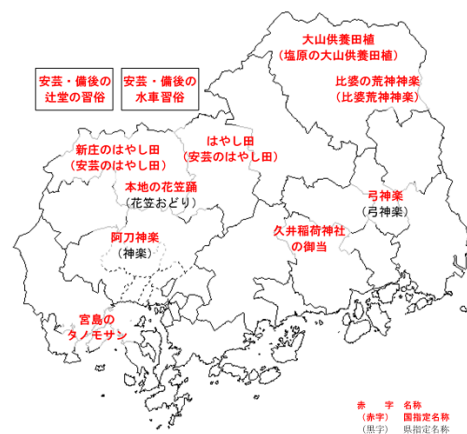 大山供養田植
(塩原の大山供養田植)
安芸・備後の
辻堂の習俗
安芸・備後の
水車習俗
比婆の荒神神楽
(比婆荒神神楽)
新庄のはやし田
(安芸のはやし田)
はやし田
(安芸のはやし田)
本地の花笠踊
(花笠おどり)
弓神楽
(弓神楽)
阿刀神楽
(神楽)
久井稲荷神社
の御当
宮島の
タノモサン
赤 字 名称
(赤字) 国指定名称
(黒字) 県指定名称